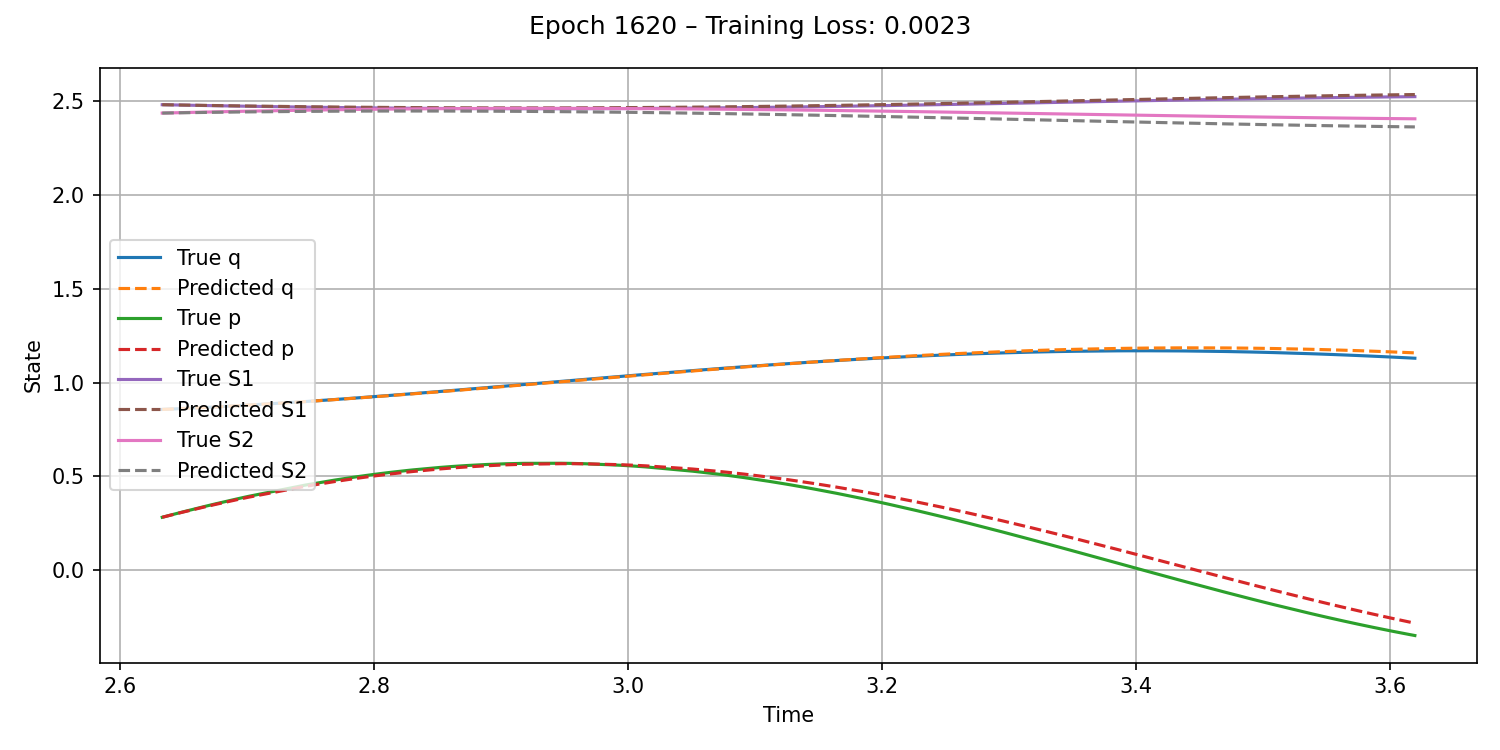 Epoch 1620 – Training Loss: 0.0023
2.5
2.0
1.5
1.0
0.5
0.0
State
True q
Predicted q
True p
Predicted p
True S1
Predicted S1
True S2
Predicted S2
2.6 2.8 3.0 3.2 3.4 3.6
Time